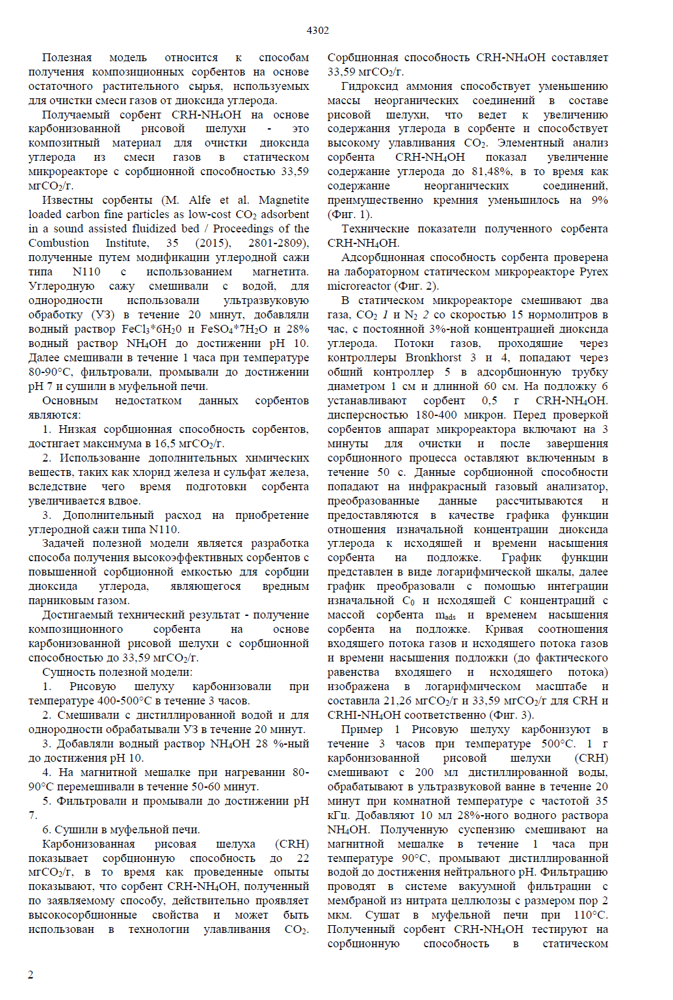 4302
Полезная модель относится к способам
получения композиционных сорбентов на основе
остаточного растительного сырья, используемых
для очистки смеси газов от диоксида углерода.
Получаемый сорбент CRH-NH4OH на основе
карбонизованной рисовой шелухи - это
композитный материал для очистки диоксида
углерода из смеси газов в статическом
микрореакторе с сорбционной способностью 33,59
мгCO2/г.
Известны сорбенты (M. Alfe et al. Magnetite
loaded carbon fine particles as low-cost CO2 adsorbent
in a sound assisted fluidized bed / Proceedings of the
Combustion Institute, 35 (2015), 2801-2809),
полученные путем модификации углеродной сажи
типа N110 с использованием магнетита.
Углеродную сажу смешивали с водой, для
однородности использовали ультразвуковую
обработку (УЗ) в течение 20 минут, добавляли
водный раствор FeCl3*6H20 и FeSO4*7H2O и 28%
водный раствор NH4OH до достижении pH 10.
Далее смешивали в течение 1 часа при температуре
80-90°С, фильтровали, промывали до достижении
pH 7 и сушили в муфельной печи.
Основным недостатком данных сорбентов
являются:
1. Низкая сорбционная способность сорбентов,
достигает максимума в 16,5 мгCO2/г.
2. Использование дополнительных химических
веществ, таких как хлорид железа и сульфат железа,
вследствие чего время подготовки сорбента
увеличивается вдвое.
3. Дополнительный расход на приобретение
углеродной сажи типа N110.
Задачей полезной модели является разработка
способа получения высокоэффективных сорбентов с
повышенной сорбционной емкостью для сорбции
диоксида углерода, являющегося вредным
парниковым газом.
Достигаемый технический результат - получение
композиционного сорбента на основе
карбонизованной рисовой шелухи с сорбционной
способностью до 33,59 мгCO2/г.
Сущность полезной модели:
1. Рисовую шелуху карбонизовали при
температуре 400-500°С в течение 3 часов.
2. Смешивали с дистиллированной водой и для
однородности обрабатывали УЗ в течение 20 минут.
3. Добавляли водный раствор NH4OH 28 %-ный
до достижения pH 10.
4. На магнитной мешалке при нагревании 80-
90°С перемешивали в течение 50-60 минут.
5. Фильтровали и промывали до достижении pH
7.
6. Сушили в муфельной печи.
Карбонизованная рисовая шелуха (CRH)
показывает сорбционную способность до 22
мгCO2/г, в то время как проведенные опыты
показывают, что сорбент CRH-NH4OH, полученный
по заявляемому способу, действительно проявляет
высокосорбционные свойства и может быть
использован в технологии улавливания CO2.
Сорбционная способность CRH-NH4OH составляет
33,59 мгCO2/г.
Гидроксид аммония способствует уменьшению
массы неорганических соединений в составе
рисовой шелухи, что ведет к увеличению
содержания углерода в сорбенте и способствует
высокому улавливания CO2. Элементный анализ
сорбента CRH-NH4OH показал увеличение
содержание углерода до 81,48%, в то время как
содержание неорганических соединений,
преимущественно кремния уменьшилось на 9%
(Фиг. 1).
Технические показатели полученного сорбента
CRH-NH4OH.
Адсорбционная способность сорбента проверена
на лабораторном статическом микрореакторе Pyrex
microreactor (Фиг. 2).
В статическом микрореакторе смешивают два
газа, CO2 1 и N2 2 со скоростью 15 нормолитров в
час, с постоянной 3%-ной концентрацией диоксида
углерода. Потоки газов, проходящие через
контроллеры Bronkhorst 3 и 4, попадают через
общий контроллер 5 в адсорбционную трубку
диаметром 1 см и длинной 60 см. На подложку 6
устанавливают сорбент 0,5 г CRH-NH4OH.
дисперсностью 180-400 микрон. Перед проверкой
сорбентов аппарат микрореактора включают на 3
минуты для очистки и после завершения
сорбционного процесса оставляют включенным в
течение 50 с. Данные сорбционной способности
попадают на инфракрасный газовый анализатор,
преобразованные данные рассчитываются и
предоставляются в качестве графика функции
отношения изначальной концентрации диоксида
углерода к исходящей и времени насыщения
сорбента на подложке. График функции
представлен в виде логарифмической шкалы, далее
график преобразовали с помощью интеграции
изначальной C0 и исходящей C концентраций с
массой сорбента mads и временем насыщения
сорбента на подложке. Кривая соотношения
входящего потока газов и исходящего потока газов
и времени насыщения подложки (до фактического
равенства входящего и исходящего потока)
изображена в логарифмическом масштабе и
составила 21,26 мгCO2/г и 33,59 мгCO2/г для CRH и
CRHI-NH4OH соответственно (Фиг. 3).
Пример 1 Рисовую шелуху карбонизуют в
течение 3 часов при температуре 500°С. 1 г
карбонизованной рисовой шелухи (CRH)
смешивают с 200 мл дистиллированной воды,
обрабатывают в ультразвуковой ванне в течение 20
минут при комнатной температуре с частотой 35
кГц. Добавляют 10 мл 28%-ного водного раствора
NH4OH. Полученную суспензию смешивают на
магнитной мешалке в течение 1 часа при
температуре 90°С, промывают дистиллированной
водой до достижения нейтрального pH. Фильтрацию
проводят в системе вакуумной фильтрации с
мембраной из нитрата целлюлозы с размером пор 2
мкм. Сушат в муфельной печи при 110°С.
Полученный сорбент CRH-NH4OH тестируют на
сорбционную способность в статическом
2